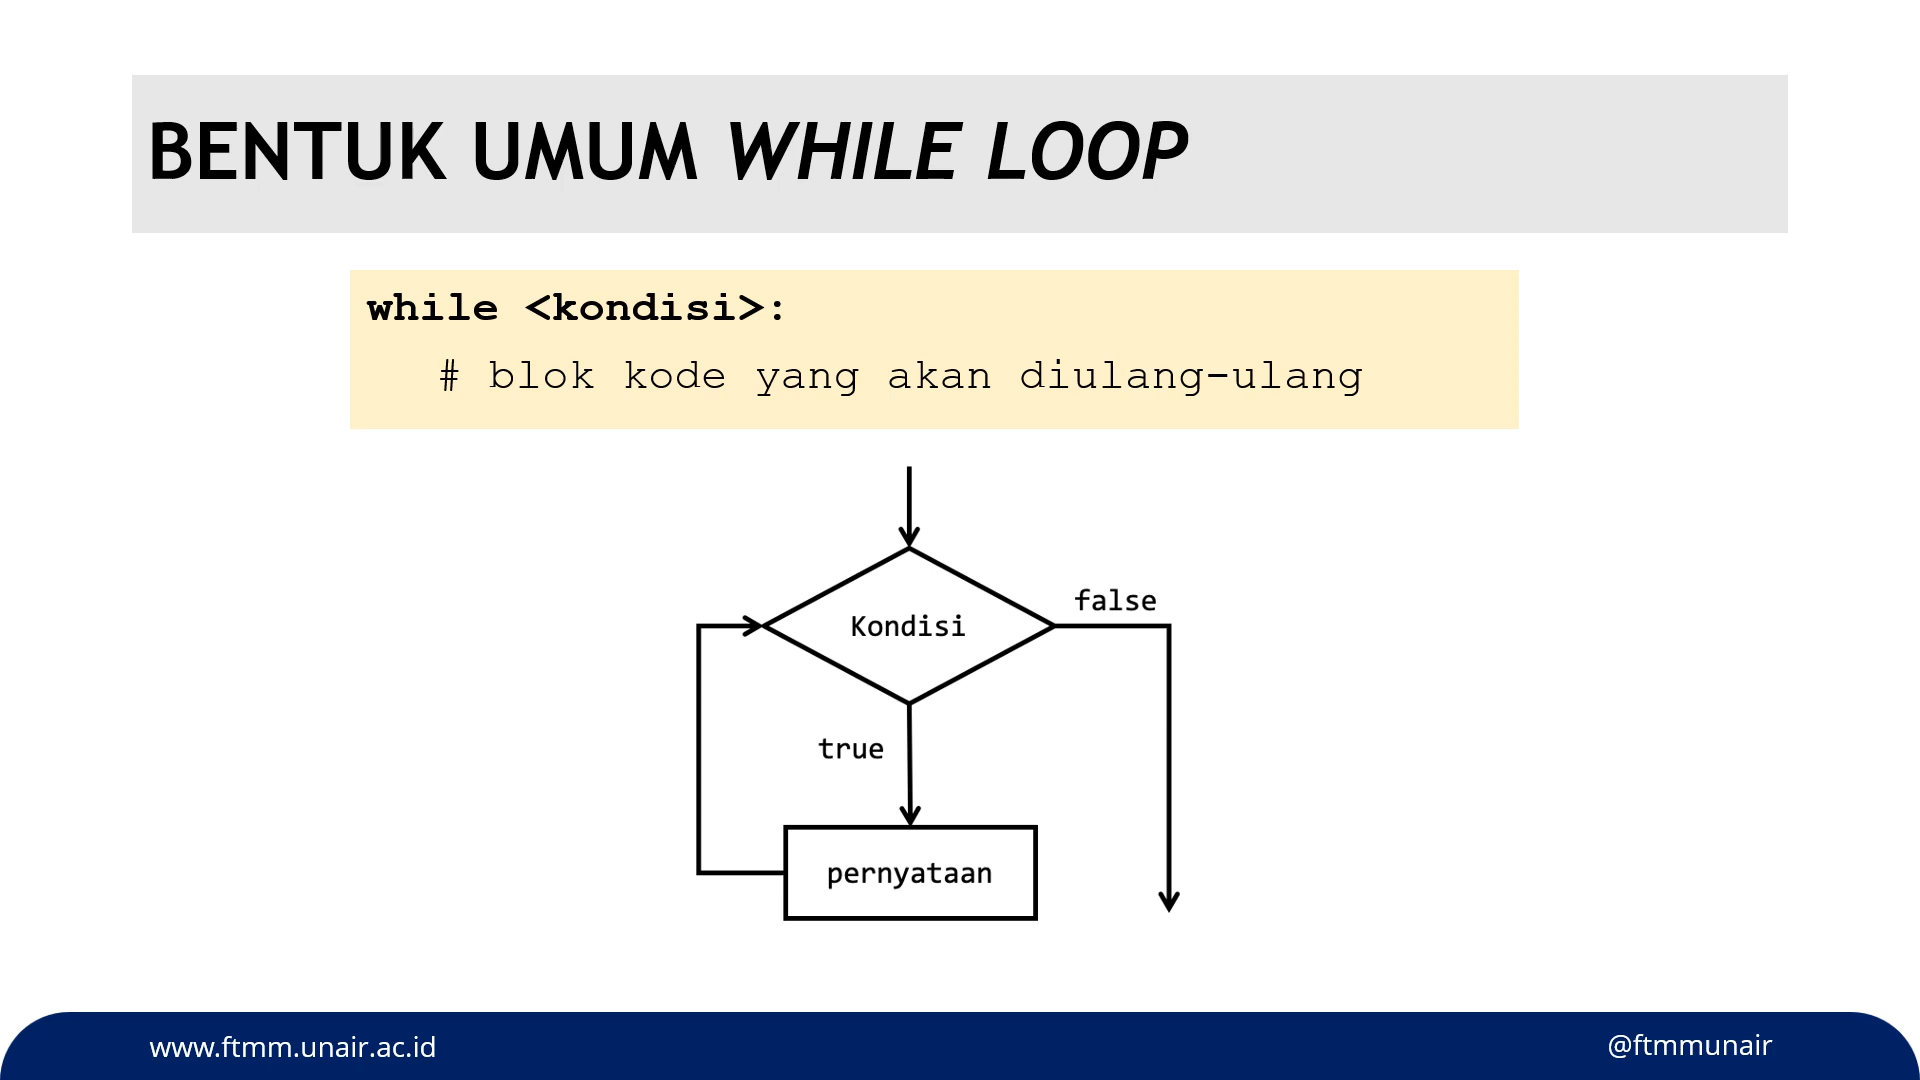 BENTUK UMUM WHILE LOOP
while <kondisi>:
# blok kode yang akan diulang-ulang
Kondisi
false
true
pernyataan
www.ftmm.unair.ac.id
@ftmmunair